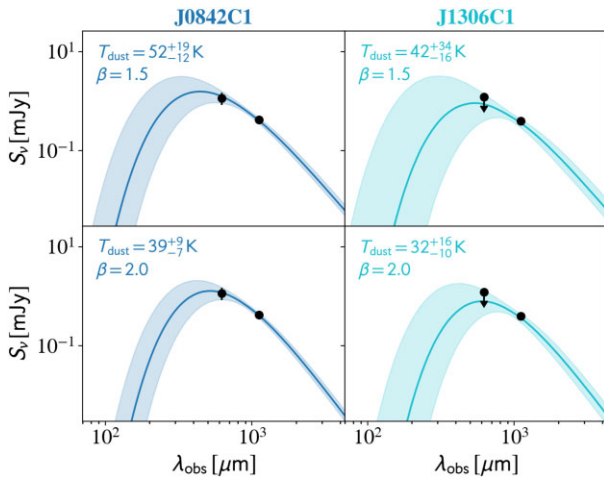 J0842C1 J1306C1
T_dust = 52^{+19}_{-12} K
β = 1.5
T_dust = 42^{+34}_{-16} K
β = 1.5
S_ν [mJy]
10^1
10^{-1}
T_dust = 39^{+9}_{-7} K
β = 2.0
T_dust = 32^{+16}_{-10} K
β = 2.0
S_ν [mJy]
10^1
10^{-1}
10^2 10^3 10^2 10^3
λ_obs [μm] λ_obs [μm]